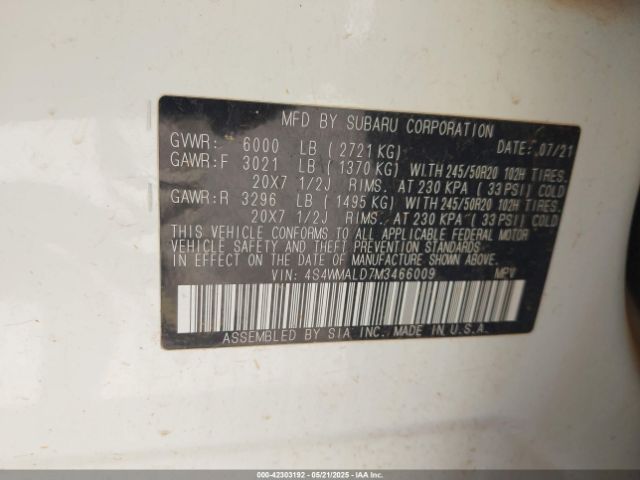 MFD BY SUBARU CORPORATION
GVWR: 6000 LB (2721KG) DATE: 07/21
GAWR:F 3021 LB (1370 KG) WITH 245/50R20 102H TIRES,
20X7 1/2J RIMS. AT 230 KPA (33 PSI) COLD
GAWR:R 3296 LB (1495 KG) WITH 245/50R20 102H TIRES,
20X7 1/2J RIMS. AT 230 KPA (33 PSI) COLD
THIS VEHICLE CONFORMS TO ALL APPLICABLE FEDERAL MOTOR
VEHICLE SAFETY AND THEFT PREVENTION STANDARDS
IN EFFECT ON THE DATE OF MANUFACTURE SHOWN ABOVE.
VIN: 4S4WMALD7M3466009 MPV
ASSEMBLED BY SIA INC. MADE IN U.S.A.
000-42303192 - 05/21/2025 - IAAI.COM